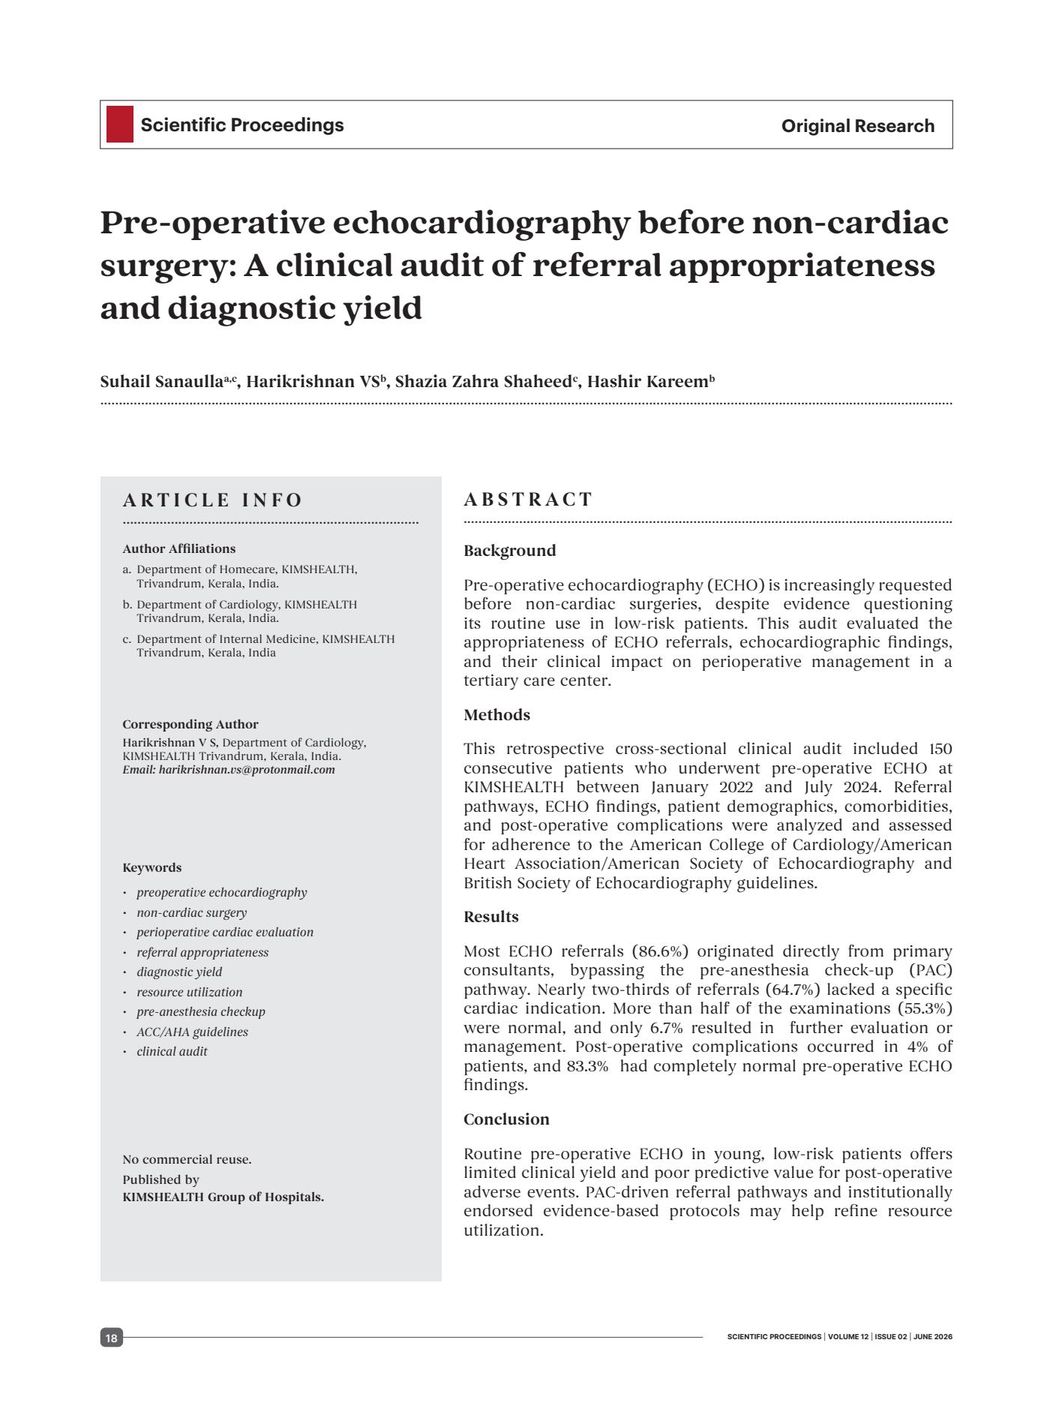 Scientific Proceedings
Original Research
Pre-operative echocardiography before non-cardiac
surgery: A clinical audit of referral appropriateness
and diagnostic yield
Suhail Sanaullaᵃ,ᶜ, Harikrishnan VSᵇ, Shazia Zahra Shaheedᶜ, Hashir Kareemᵇ
ARTICLE INFO
Author Affiliations
a. Department of Homecare, KIMSHEALTH,
Trivandrum, Kerala, India.
b. Department of Cardiology, KIMSHEALTH
Trivandrum, Kerala, India.
c. Department of Internal Medicine, KIMSHEALTH
Trivandrum, Kerala, India
Corresponding Author
Harikrishnan V S, Department of Cardiology,
KIMSHEALTH Trivandrum, Kerala, India.
Email: harikrishnan.vs@protonmail.com
Keywords
• preoperative echocardiography
• non-cardiac surgery
• perioperative cardiac evaluation
• referral appropriateness
• diagnostic yield
• resource utilization
• pre-anesthesia checkup
• ACC/AHA guidelines
• clinical audit
No commercial reuse.
Published by
KIMSHEALTH Group of Hospitals.
ABSTRACT
Background
Pre-operative echocardiography (ECHO) is increasingly requested
before non-cardiac surgeries, despite evidence questioning
its routine use in low-risk patients. This audit evaluated the
appropriateness of ECHO referrals, echocardiographic findings,
and their clinical impact on perioperative management in a
tertiary care center.
Methods
This retrospective cross-sectional clinical audit included 150
consecutive patients who underwent pre-operative ECHO at
KIMSHEALTH between January 2022 and July 2024. Referral
pathways, ECHO findings, patient demographics, comorbidities,
and post-operative complications were analyzed and assessed
for adherence to the American College of Cardiology/American
Heart Association/American Society of Echocardiography and
British Society of Echocardiography guidelines.
Results
Most ECHO referrals (86.6%) originated directly from primary
consultants, bypassing the pre-anesthesia check-up (PAC)
pathway. Nearly two-thirds of referrals (64.7%) lacked a specific
cardiac indication. More than half of the examinations (55.3%)
were normal, and only 6.7% resulted in further evaluation or
management. Post-operative complications occurred in 4% of
patients, and 83.3% had completely normal pre-operative ECHO
findings.
Conclusion
Routine pre-operative ECHO in young, low-risk patients offers
limited clinical yield and poor predictive value for post-operative
adverse events. PAC-driven referral pathways and institutionally
endorsed evidence-based protocols may help refine resource
utilization.
18
SCIENTIFIC PROCEEDINGS | VOLUME 12 | ISSUE 02 | JUNE 2026